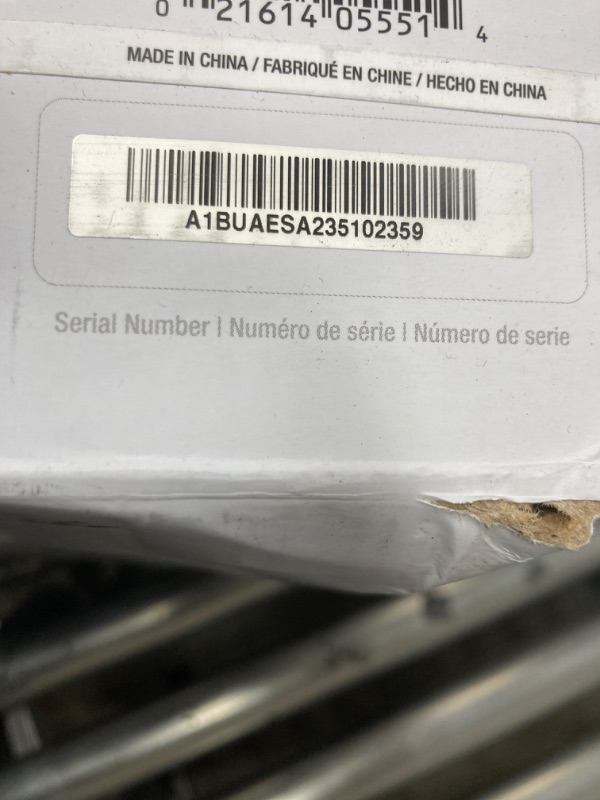 0 21614 05551 4
MADE IN CHINA / FABRIQUÉ EN CHINE / HECHO EN CHINA
A1BUAESA235102359
Serial Number | Numéro de série | Número de serie